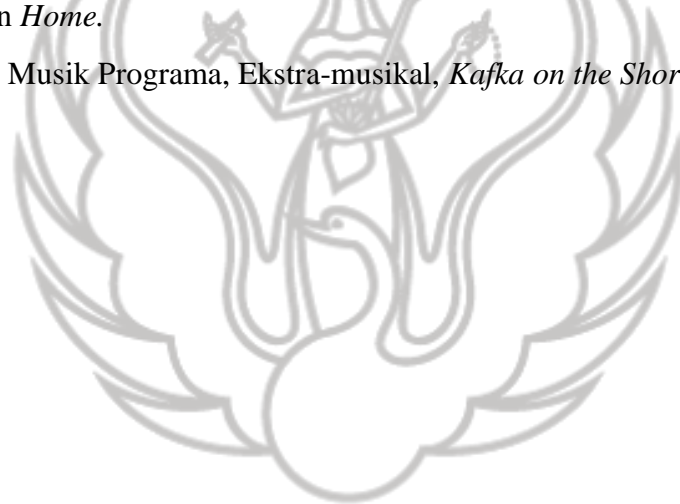 n Home.
Musik Programa, Ekstra-musikal, Kafka on the Shor